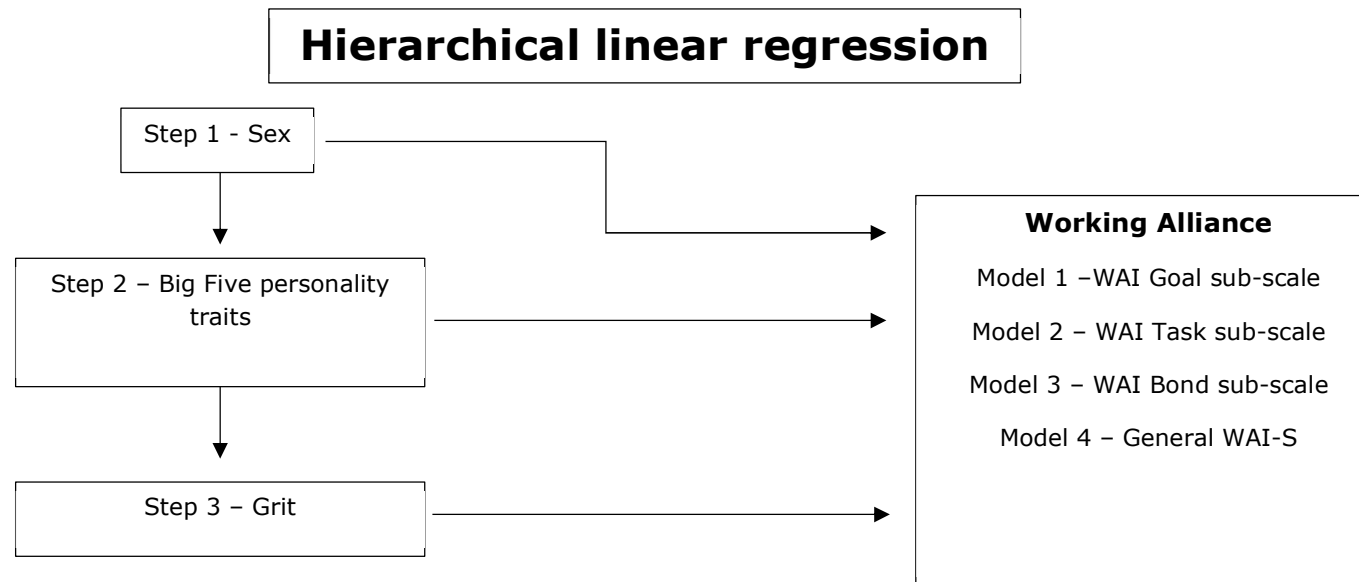 Hierarchical linear regression
Step 1 - Sex
Step 2 – Big Five personality
traits
Step 3 – Grit
Working Alliance
Model 1 –WAI Goal sub-scale
Model 2 – WAI Task sub-scale
Model 3 – WAI Bond sub-scale
Model 4 – General WAI-S